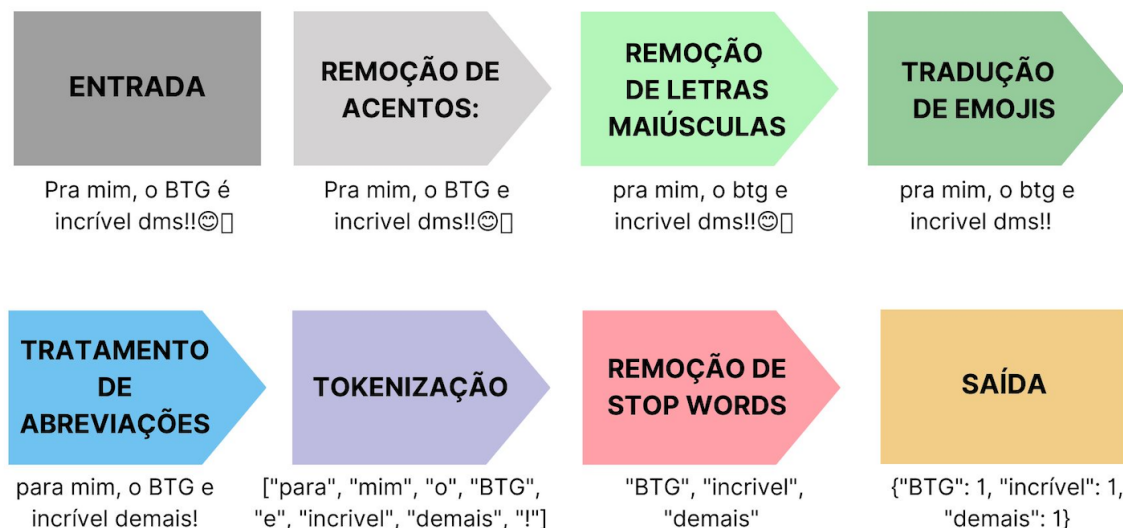 ENTRADA
Pra mim, o BTG é
incrível dms!!😊▯
REMOÇÃO DE
ACENTOS:
Pra mim, o BTG e
incrivel dms!!😊▯
REMOÇÃO
DE LETRAS
MAIÚSCULAS
pra mim, o btg e
incrivel dms!!😊▯
TRADUÇÃO
DE EMOJIS
pra mim, o btg e
incrivel dms!!
TRATAMENTO
DE
ABREVIAÇÕES
para mim, o BTG e
incrível demais!
TOKENIZAÇÃO
["para", "mim", "o", "BTG",
"e", "incrivel", "demais", "!"]
REMOÇÃO DE
STOP WORDS
"BTG", "incrivel",
"demais"
SAÍDA
{"BTG": 1, "incrível": 1,
"demais": 1}